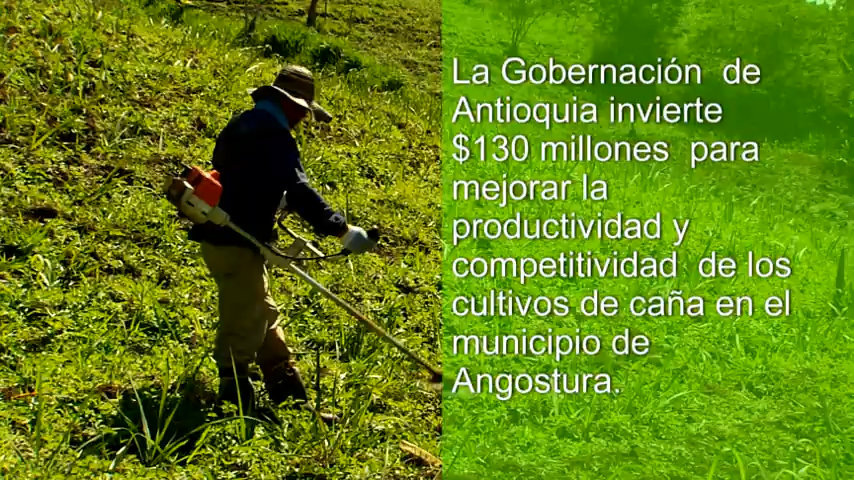 La Gobernación de
Antioquia invierte
$130 millones para
mejorar la
productividad y
competitividad de los
cultivos de caña en el
municipio de
Angostura.